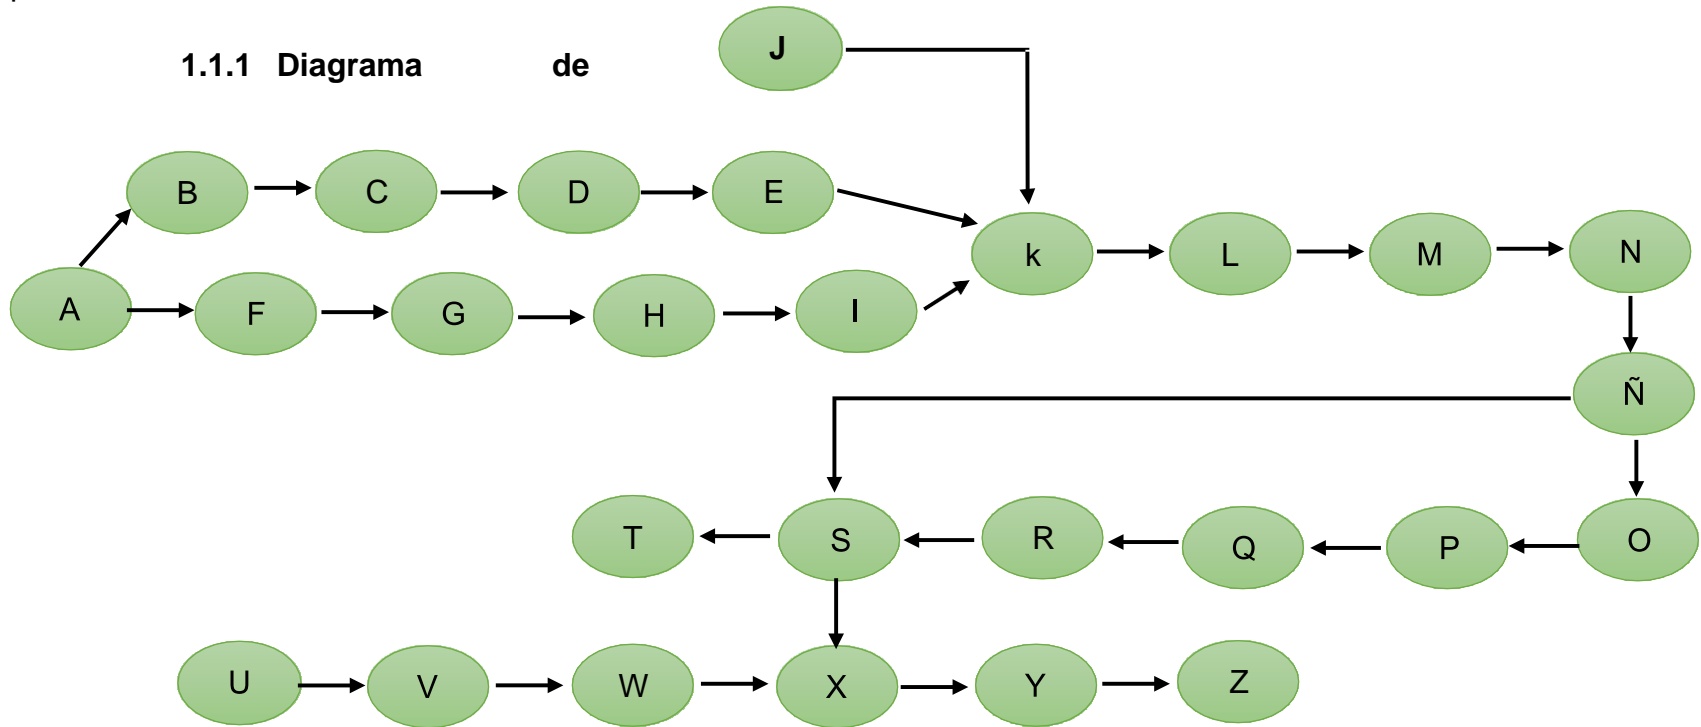 1.1.1 Diagrama de
J
B C D E
k L M N
A F G H I
Ñ
T S R Q P O
U V W X Y Z